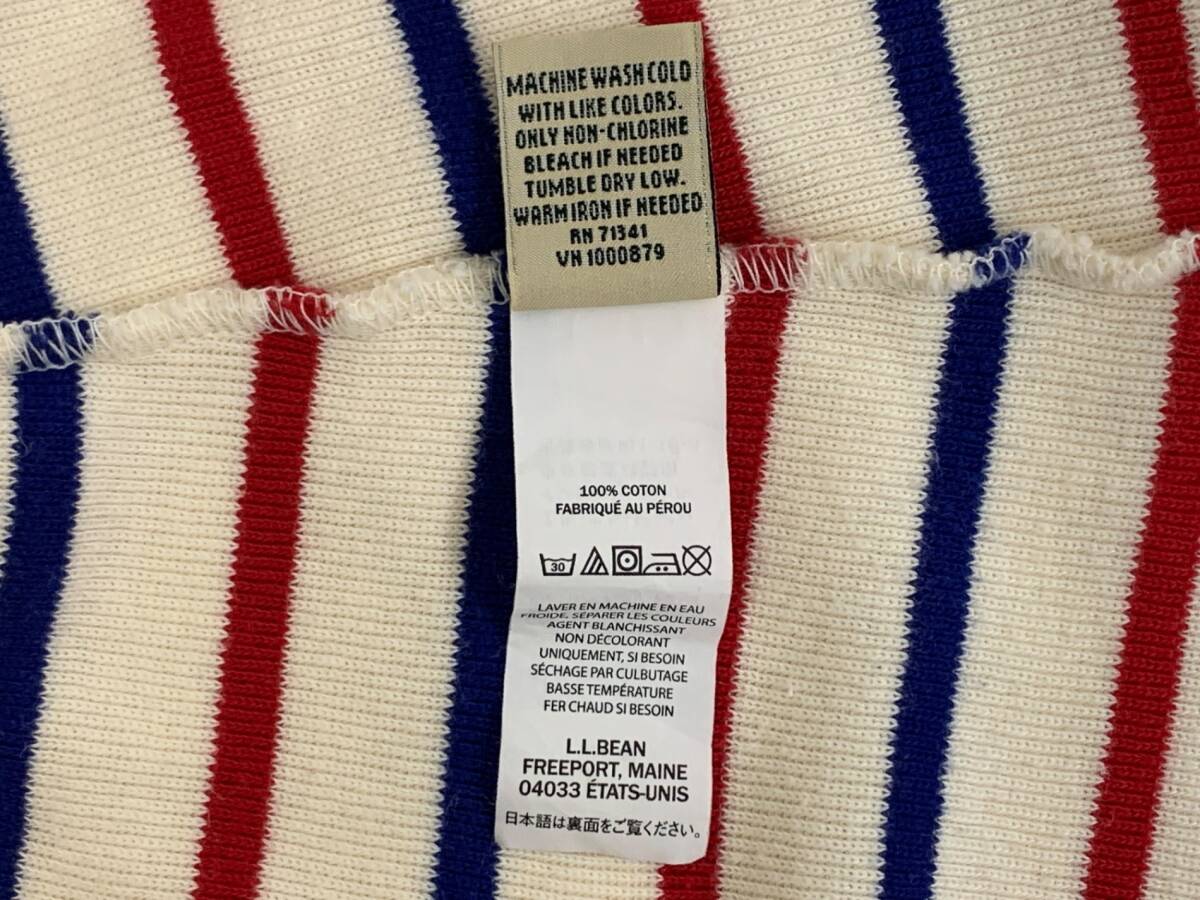 MACHINE WASH COLD
WITH LIKE COLORS.
ONLY NON-CHLORINE
BLEACH IF NEEDED
TUMBLE DRY LOW.
WARM IRON IF NEEDED
RN 71341
VN 1000879
100% COTON
FABRIQUÉ AU PÉROU
30
LAVER EN MACHINE EN EAU
FROIDE. SÉPARER LES COULEURS
AGENT BLANCHISSANT
NON DÉCOLORANT
UNIQUEMENT, SI BESOIN
SÉCHAGE PAR CULBUTAGE
BASSE TEMPÉRATURE
FER CHAUD SI BESOIN
L.L.BEAN
FREEPORT, MAINE
04033 ÉTATS-UNIS
日本語は裏面をご覧ください。